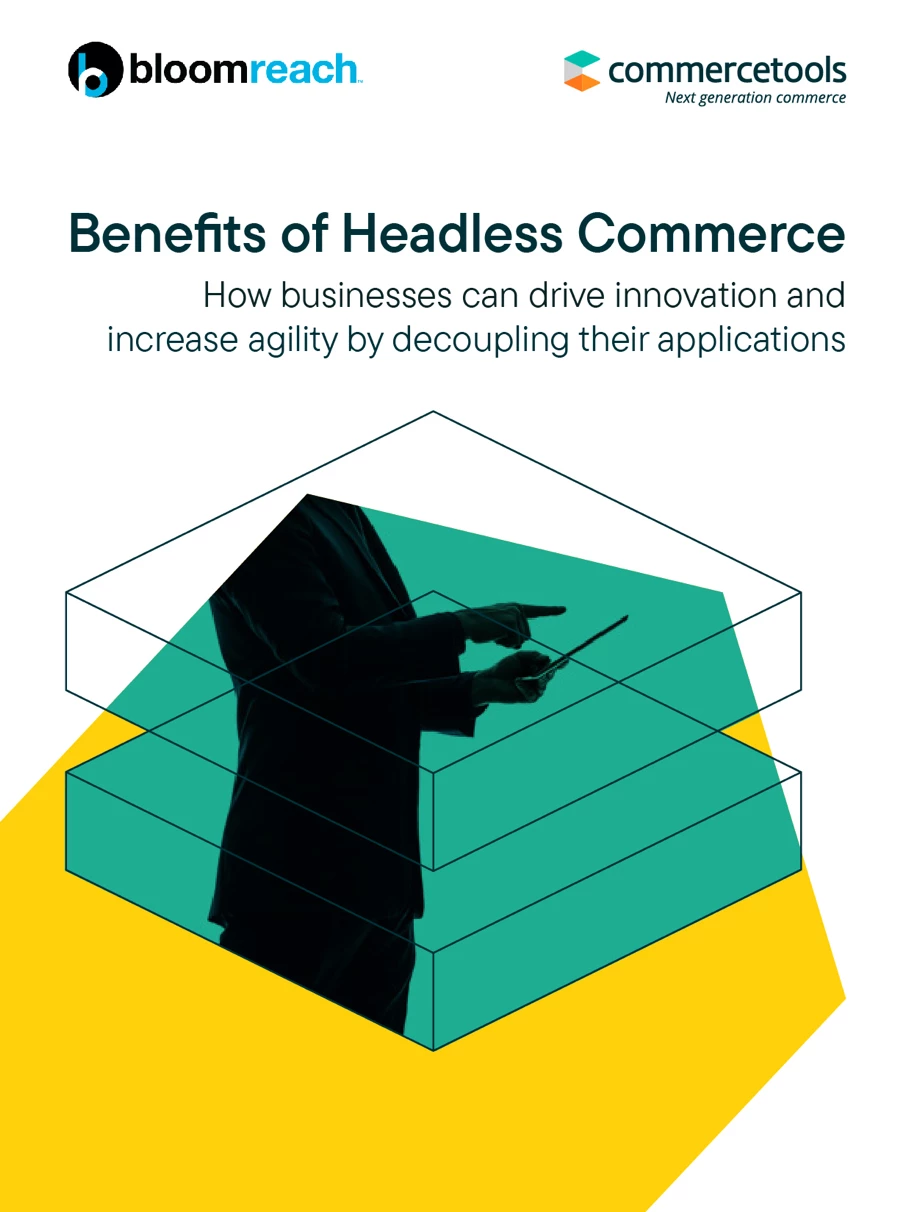 bloomreach™
commercetools
Next generation commerce
Benefits of Headless Commerce
How businesses can drive innovation and
increase agility by decoupling their applications